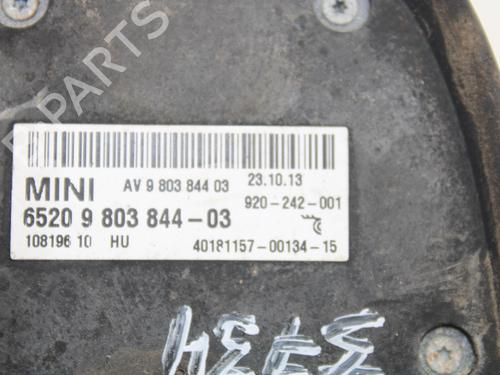 B-PARTS
MINI AV 9 803 844 03 23.10.13
920-242-001
6520 9 803 844-03
108196 10 HU 40181157-00134-15